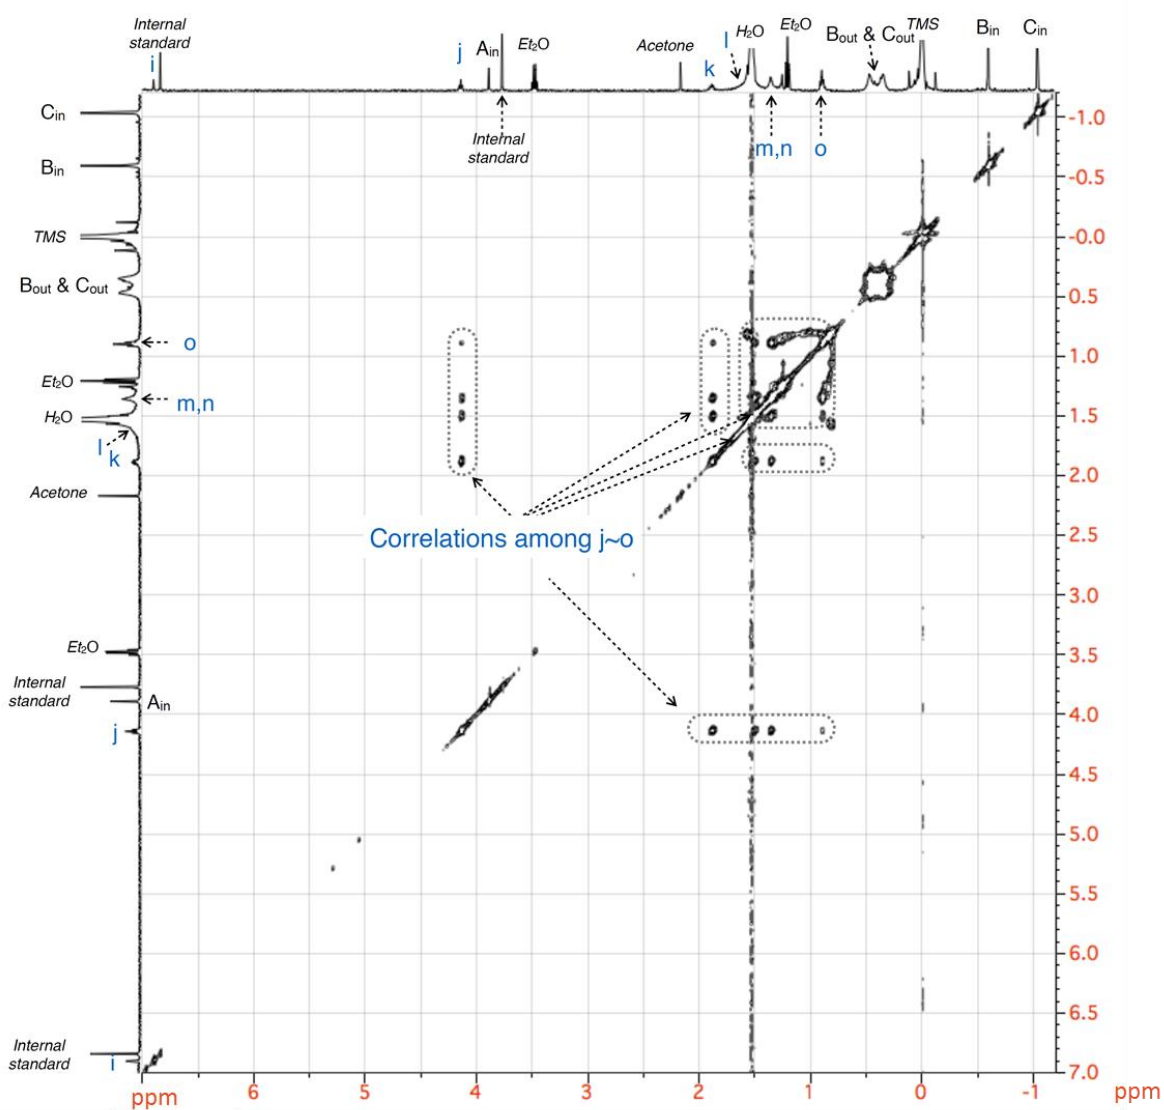 Internal
standard
i
j
A_in
Et₂O
Acetone
k
l
H₂O
Et₂O
B_out & C_out
TMS
B_in
C_in
Internal
standard
m,n
o
C_in
B_in
TMS
B_out & C_out
o
Et₂O
m,n
H₂O
l
k
Acetone
Et₂O
Internal
standard
A_in
j
Internal
standard
i
Correlations among j~o
-1.0
-0.5
-0.0
0.5
1.0
1.5
2.0
2.5
3.0
3.5
4.0
4.5
5.0
5.5
6.0
6.5
7.0
ppm
6
5
4
3
2
1
0
-1
ppm